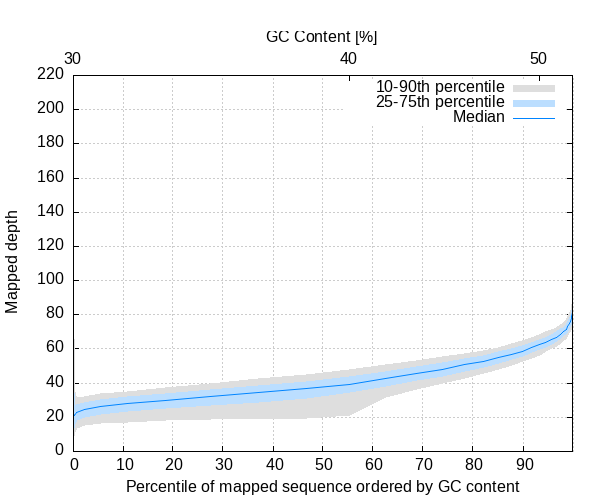 GC Content [%]
30 40 50
220
200
180
160
140
120
100
80
60
40
20
0
Mapped depth
10-90th percentile
25-75th percentile
Median
0 10 20 30 40 50 60 70 80 90
Percentile of mapped sequence ordered by GC content